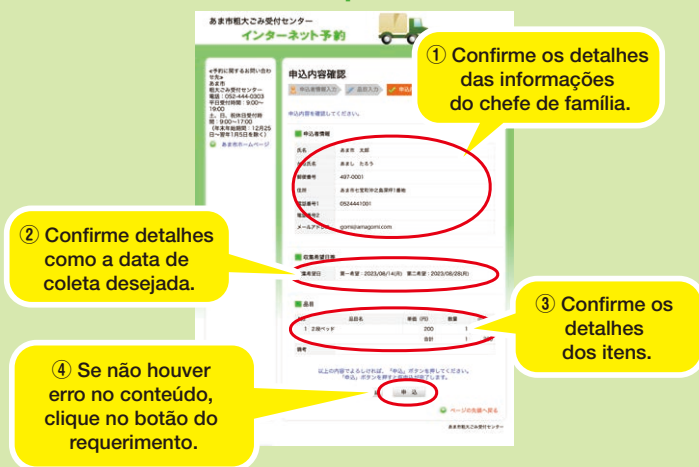 あま市粗大ごみ受付センター
インターネット予約
≪予約に関するお問い合わ
せ先≫
あま市
粗大ごみ受付センター
電話：052-444-0303
平日受付時間：9:00～
19:00
土、日、祝休日受付時
間：9:00～17:00
（年末年始期間：12月25
日～翌年1月5日を除く）
あま市ホームページ
申込内容確認
申込者情報入力
品目入力
申込内容を確認してください。
申込者情報
氏名 あま市 太郎
あまし たろう
郵便番号 497-0001
住所
電話番号1 0524441001
電話番号2
メールアド gomi@amagomi.com
収集希望日
収集希望日 第一希望：2023/08/14(月) 第二希望：2023/08/28(月)
品目
品目名 単価（円） 数量
1 2段ベッド 200 1
合計 1
備考
以上の内容でよろしければ、「申込」ボタンを押してください。
申込
ページの先頭へ戻る
あま市粗大ごみ受付センター
① Confirme os detalhes
das informações
do chefe de família.
② Confirme detalhes
como a data de
coleta desejada.
③ Confirme os
detalhes
dos itens.
④ Se não houver
erro no conteúdo,
clique no botão do
requerimento.